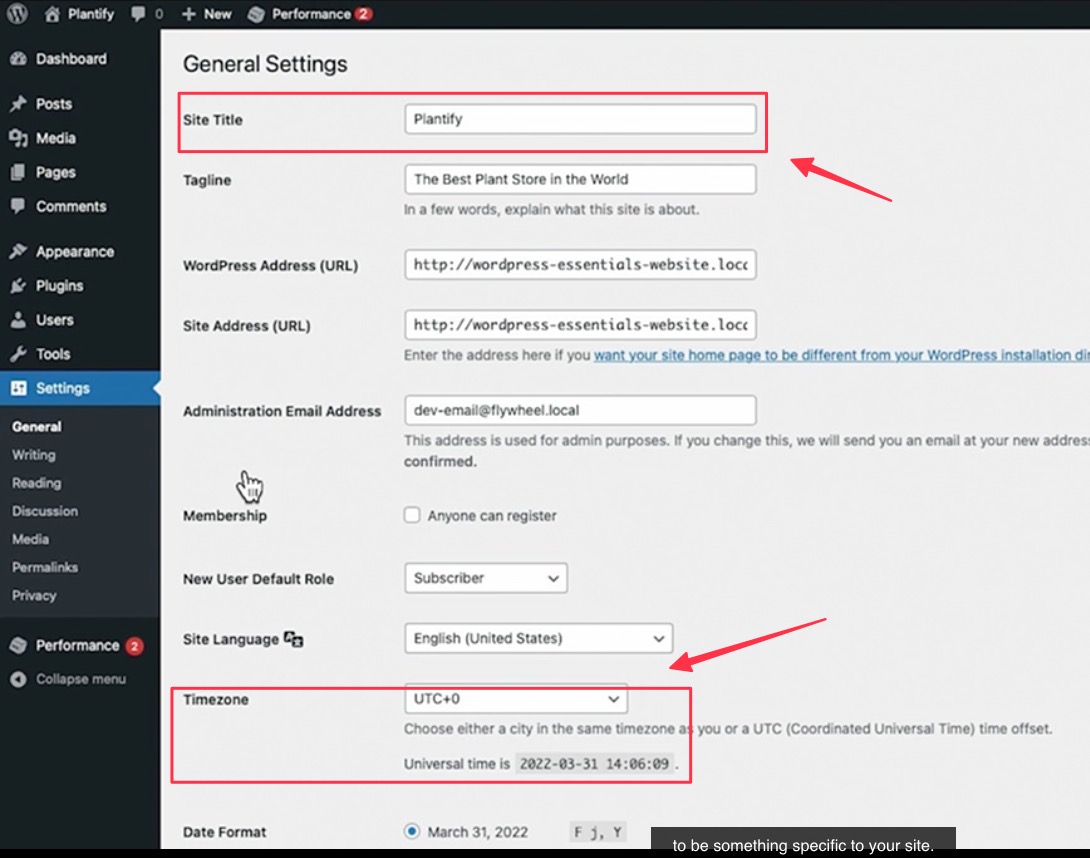 Plantify 0 + New Performance 2
Dashboard
Posts
Media
Pages
Comments
Appearance
Plugins
Users
Tools
Settings
General
Writing
Reading
Discussion
Media
Permalinks
Privacy
Performance 2
Collapse menu
General Settings
Site Title Plantify
Tagline The Best Plant Store in the World
In a few words, explain what this site is about.
WordPress Address (URL) http://wordpress-essentials-website.loc
Site Address (URL) http://wordpress-essentials-website.loc
Enter the address here if you want your site home page to be different from your WordPress installation
Administration Email Address dev-email@flywheel.local
This address is used for admin purposes. If you change this, we will send you an email at your new address
confirmed.
Membership Anyone can register
New User Default Role Subscriber
Site Language English (United States)
Timezone UTC+0
Choose either a city in the same timezone as you or a UTC (Coordinated Universal Time) time offset.
Universal time is 2022-03-31 14:06:09 .
Date Format March 31, 2022 F j, Y
to be something specific to your site.